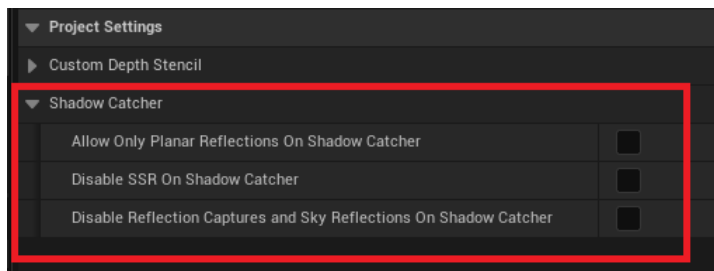 Project Settings
Custom Depth Stencil
Shadow Catcher
Allow Only Planar Reflections On Shadow Catcher
Disable SSR On Shadow Catcher
Disable Reflection Captures and Sky Reflections On Shadow Catcher